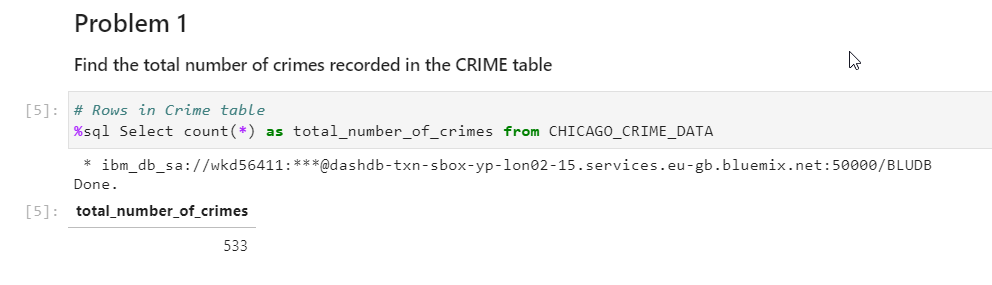 Problem 1
Find the total number of crimes recorded in the CRIME table
[5]: # Rows in Crime table
%sql Select count(*) as total_number_of_crimes from CHICAGO_CRIME_DATA
* ibm_db_sa://wkd56411:***@dashdb-txn-sbox-yp-lon02-15.services.eu-gb.bluemix.net:50000/BLUDB
Done.
[5]: total_number_of_crimes
533